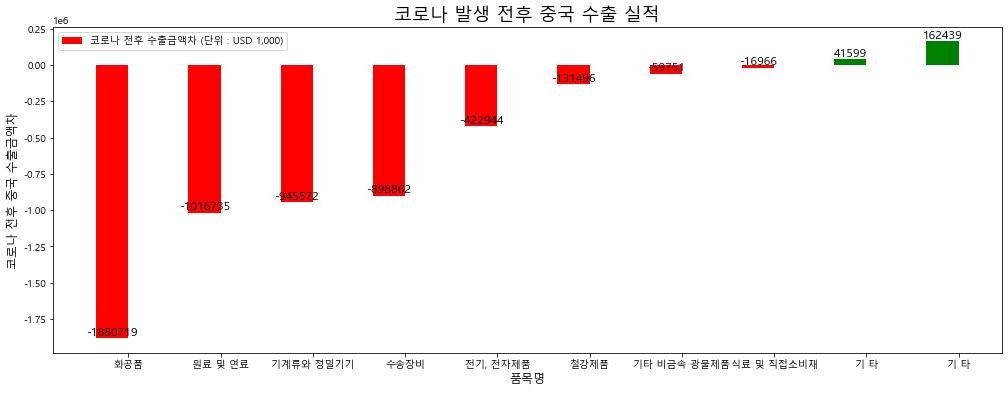 코로나 발생 전후 중국 수출 실적
1e6
코로나 전후 수출금액차 (단위 : USD 1,000)
코로나 전후 중국 수출금액차
0.25
0.00
-0.25
-0.50
-0.75
-1.00
-1.25
-1.50
-1.75
-1880719
-1016735
-945572
-898862
-422944
-131496
-59751
-16966
41599
162439
화공품
원료 및 연료
기계류와 정밀기기
수송장비
전기, 전자제품
철강제품
기타 비금속 광물제품
식료 및 직접소비재
기 타
기 타
품목명